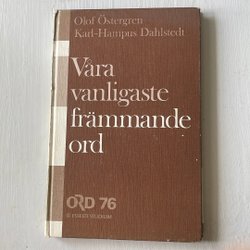 Olof Östergren
Karl-Hampus Dahlstedt
Våra
vanligaste
främmande
ord
ORD 76